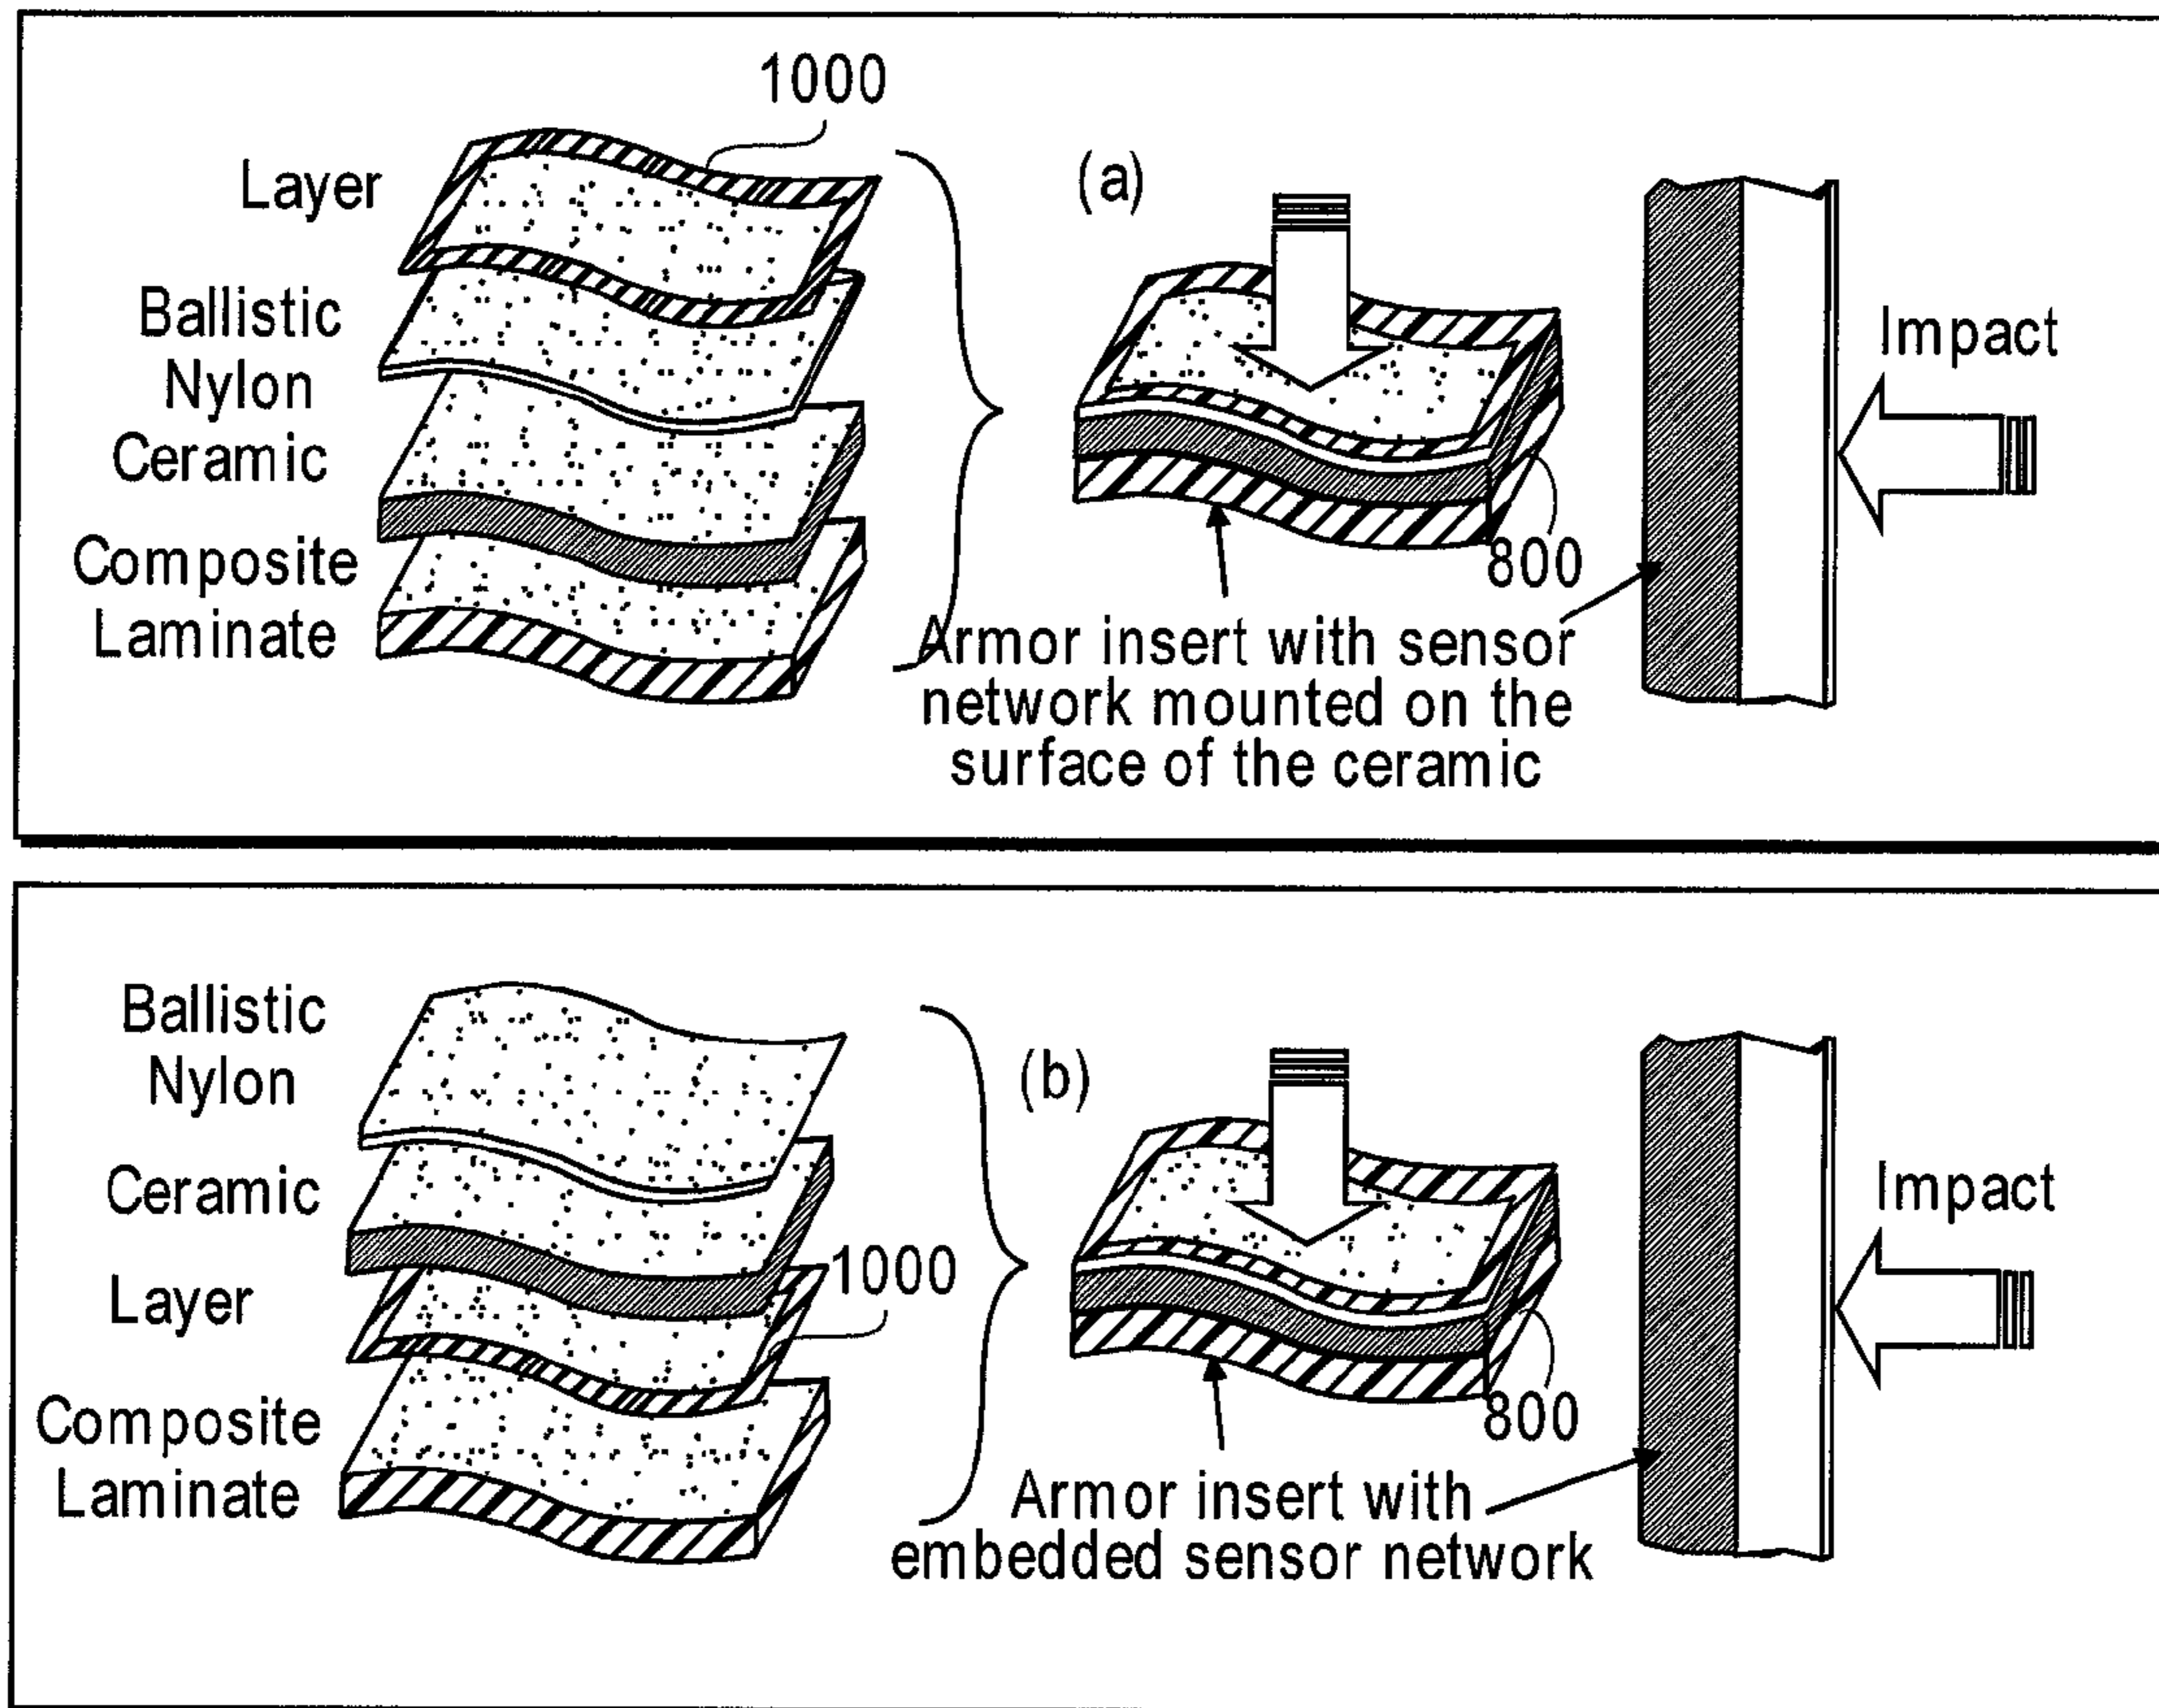 1000
Layer
(a)
Ballistic
Nylon
Ceramic
Impact
Composite
Laminate
800
Armor insert with sensor
network mounted on the
surface of the ceramic
Ballistic
Nylon
(b)
Ceramic
Impact
1000
Layer
Composite
Laminate
800
Armor insert with
embedded sensor network